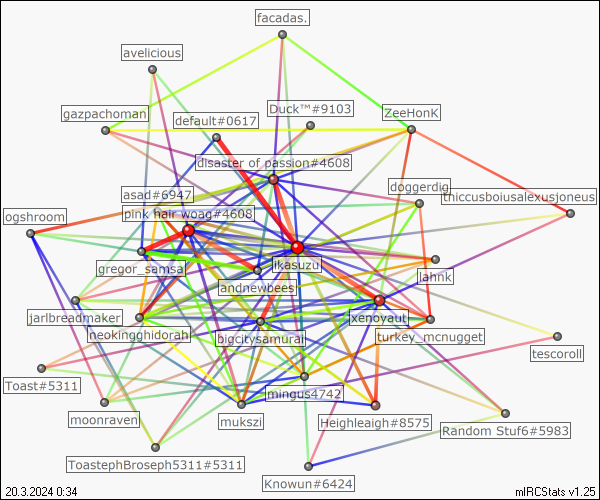 facadas.
avelicious
Duck™#9103
gazpachoman
default#0617
ZeeHonK
disaster of passion#4608
doggerdig
asad#6947
thiccusboiusalexusjoneus
ogshroom
pink hair woag#4608
gregor_samsa
ikasuzu
lahnk
andnewbees
jarlbreadmaker
neokingghidorah
bigcitysamurai
xenoyaut
turkey_mcnugget
tescoroll
Toast#5311
mingus4742
moonraven
mukszi
Heighleaigh#8575
Random Stuf6#5983
ToastephBroseph5311#5311
Knowun#6424
20.3.2024 0:34
mIRCStats v1.25